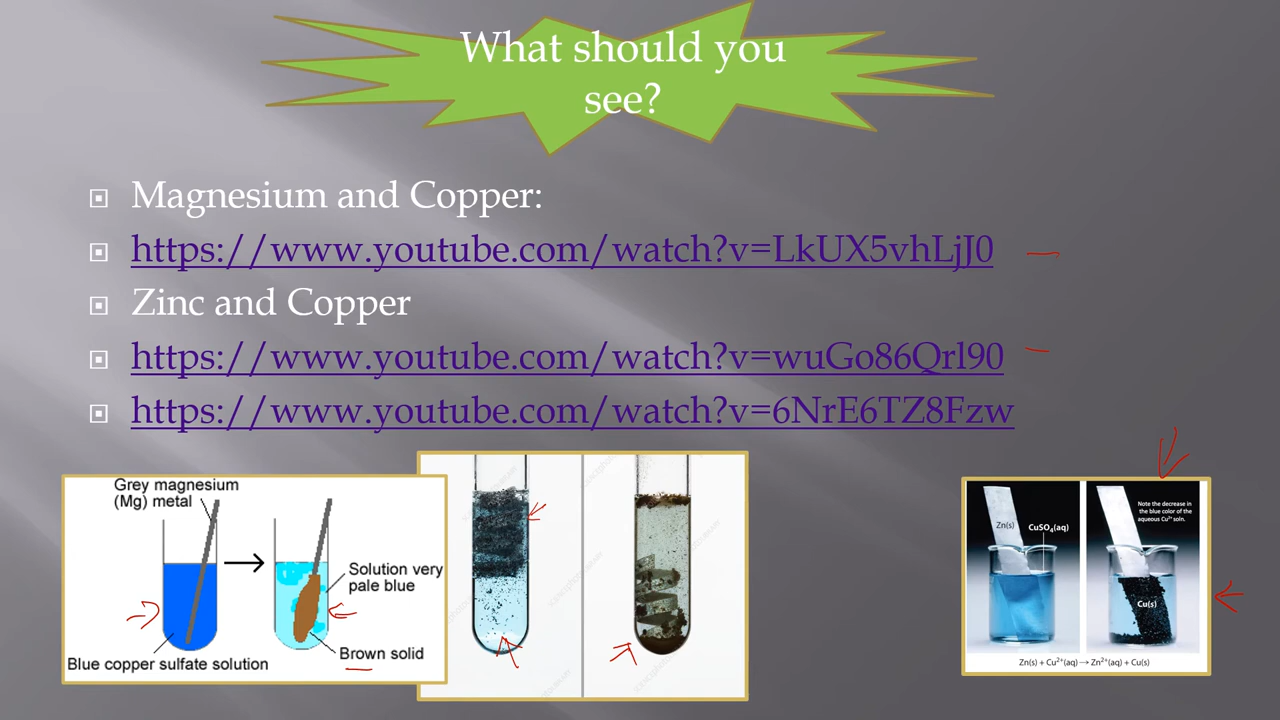 What should you
see?
Magnesium and Copper:
https://www.youtube.com/watch?v=LkUX5vhLjJ0
Zinc and Copper
https://www.youtube.com/watch?v=wuGo86Qrl90
https://www.youtube.com/watch?v=6NrE6TZ8Fzw
Grey magnesium
(Mg) metal
Solution very
pale blue
Brown solid
Blue copper sulfate solution
Zn(s)
CuSO₄(aq)
Note the decrease in
the blue color of the
aqueous Cu²⁺ soln.
Cu(s)
Zn(s) + Cu²⁺(aq) → Zn²⁺(aq) + Cu(s)